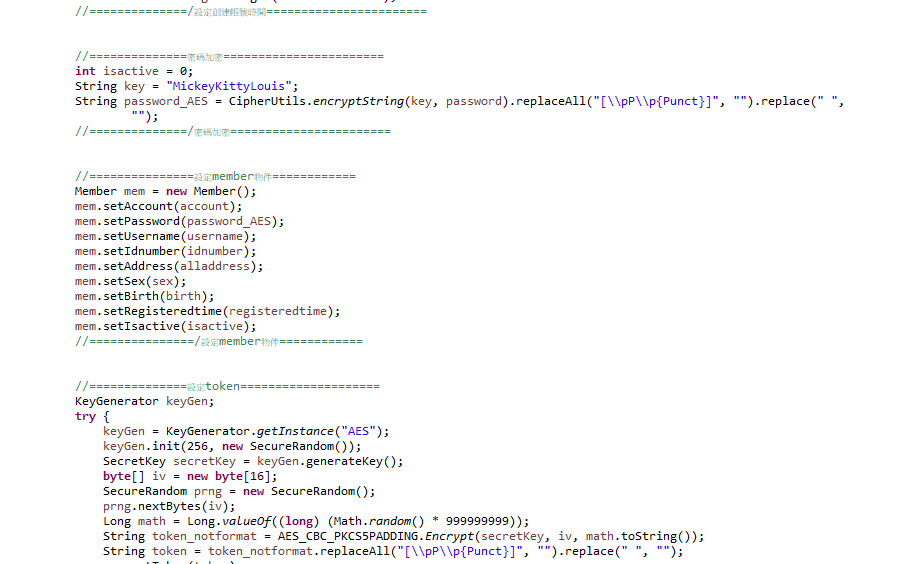 //==============/設定創建帳號時間=======================
//==============密碼加密=======================
int isactive = 0;
String key = "MickeyKittyLouis";
String password_AES = CipherUtils.encryptString(key, password).replaceAll("[\\pP\\p{Punct}]", "").replace(" ",
"");
//==============/密碼加密=======================
//===============設定member物件============
Member mem = new Member();
mem.setAccount(account);
mem.setPassword(password_AES);
mem.setUsername(username);
mem.setIdnumber(idnumber);
mem.setAddress(alladdress);
mem.setSex(sex);
mem.setBirth(birth);
mem.setRegisteredtime(registeredtime);
mem.setIsactive(isactive);
//===============/設定member物件============
//==============設定token====================
KeyGenerator keyGen;
try {
keyGen = KeyGenerator.getInstance("AES");
keyGen.init(256, new SecureRandom());
SecretKey secretKey = keyGen.generateKey();
byte[] iv = new byte[16];
SecureRandom prng = new SecureRandom();
prng.nextBytes(iv);
Long math = Long.valueOf((long) (Math.random() * 999999999));
String token_notformat = AES_CBC_PKCS5PADDING.Encrypt(secretKey, iv, math.toString());
String token = token_notformat.replaceAll("[\\pP\\p{Punct}]", "").replace(" ", "");